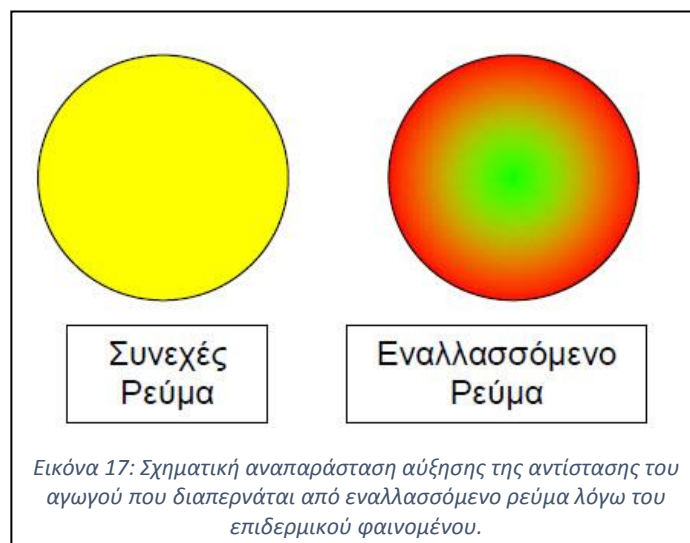 Συνεχές
Ρεύμα
Εναλλασσόμενο
Ρεύμα
Εικόνα 17: Σχηματική αναπαράσταση αύξησης της αντίστασης του
αγωγού που διαπερνάται από εναλλασσόμενο ρεύμα λόγω του
επιδερμικού φαινομένου.